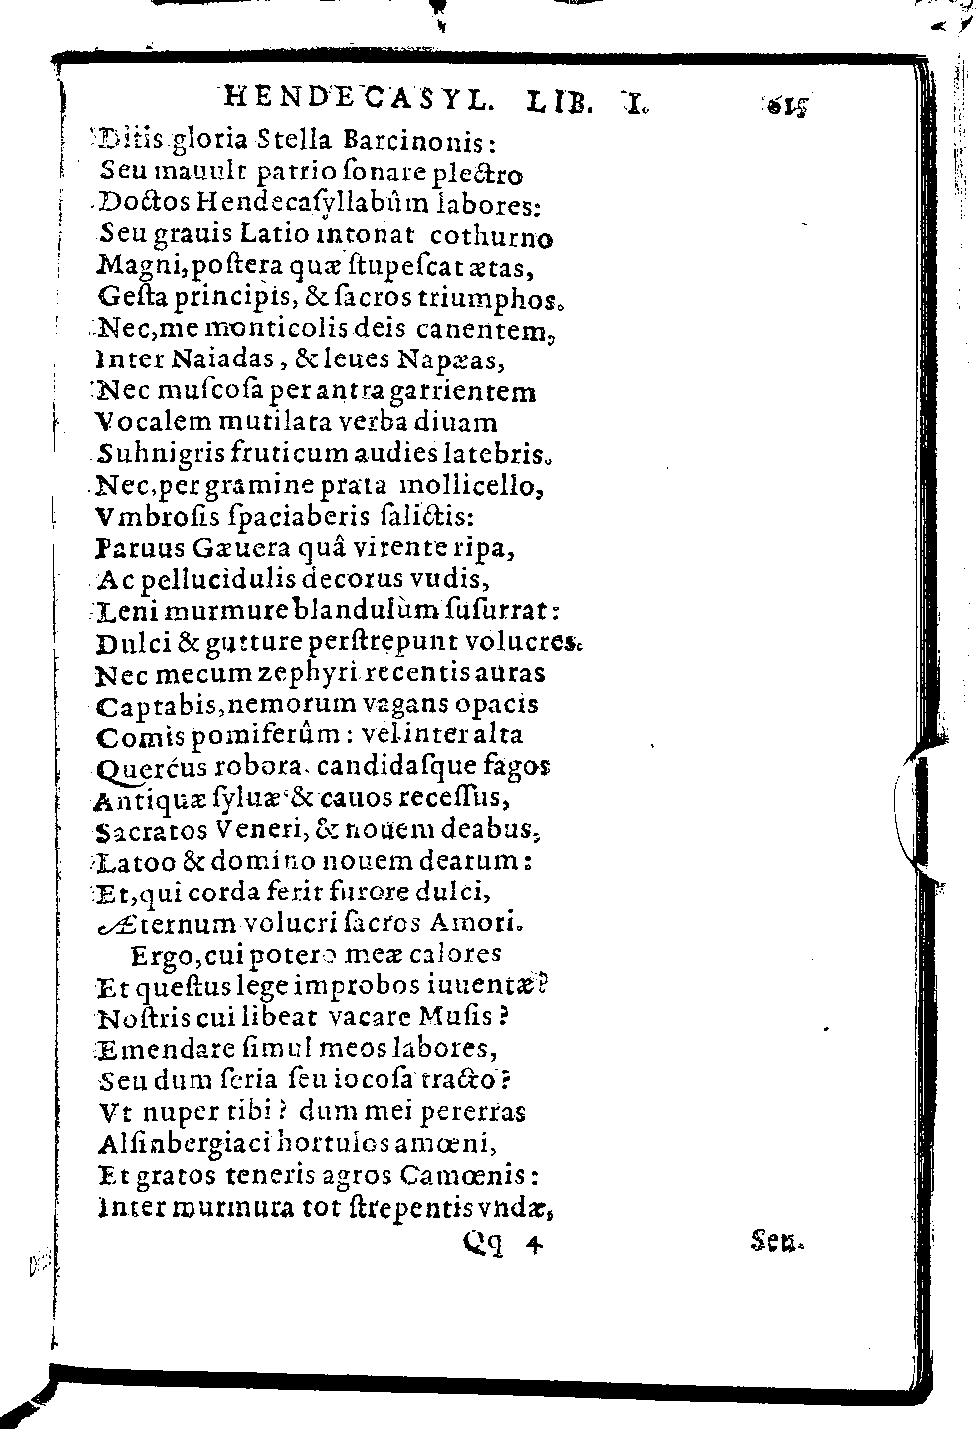 HENDECASYL. LIB. I. 615
Ditis gloria Stella Barcinonis:
Seu mauult patrio ſonare plectro
Doctos Hendecaſyllabûm labores:
Seu grauis Latio intonat cothurno
Magni, poſtera quæ ſtupeſcat ætas,
Geſta principis, & ſacros triumphos.
Nec, me monticolis deis canentem,
Inter Naiadas, & leues Napæas,
Nec muſcoſa per antra garrientem
Vocalem mutilata verba diuam
Suhnigris fruticum audies latebris.
Nec, per gramine prata mollicello,
Vmbroſis ſpaciaberis ſalictis:
Paruus Gæuera quâ virente ripa,
Ac pellucidulis decorus vudis,
Leni murmure blandulùm ſuſurrat:
Dulci & gutture perſtrepunt volucres.
Nec mecum zephyri recentis auras
Captabis, nemorum vagans opacis
Comis pomiferûm: vel inter alta
Quercus robora. candidaſque fagos
Antiquæ ſyluæ & cauos receſſus,
Sacratos Veneri, & nouem deabus,
Latoo & domino nouem dearum:
Et, qui corda ferit furore dulci,
Æternum volucri ſacros Amori.
Ergo, cui potero meæ calores
Et queſtus lege improbos iuuentæ?
Noſtris cui libeat vacare Muſis?
Emendare ſimul meos labores,
Seu dum ſeria ſeu iocoſa tracto?
Vt nuper tibi? dum mei pererras
Alſinbergiaci hortulos amœni,
Et gratos teneris agros Camœnis:
Inter murmura tot ſtrepentis vndæ,
Qq 4 Seu.